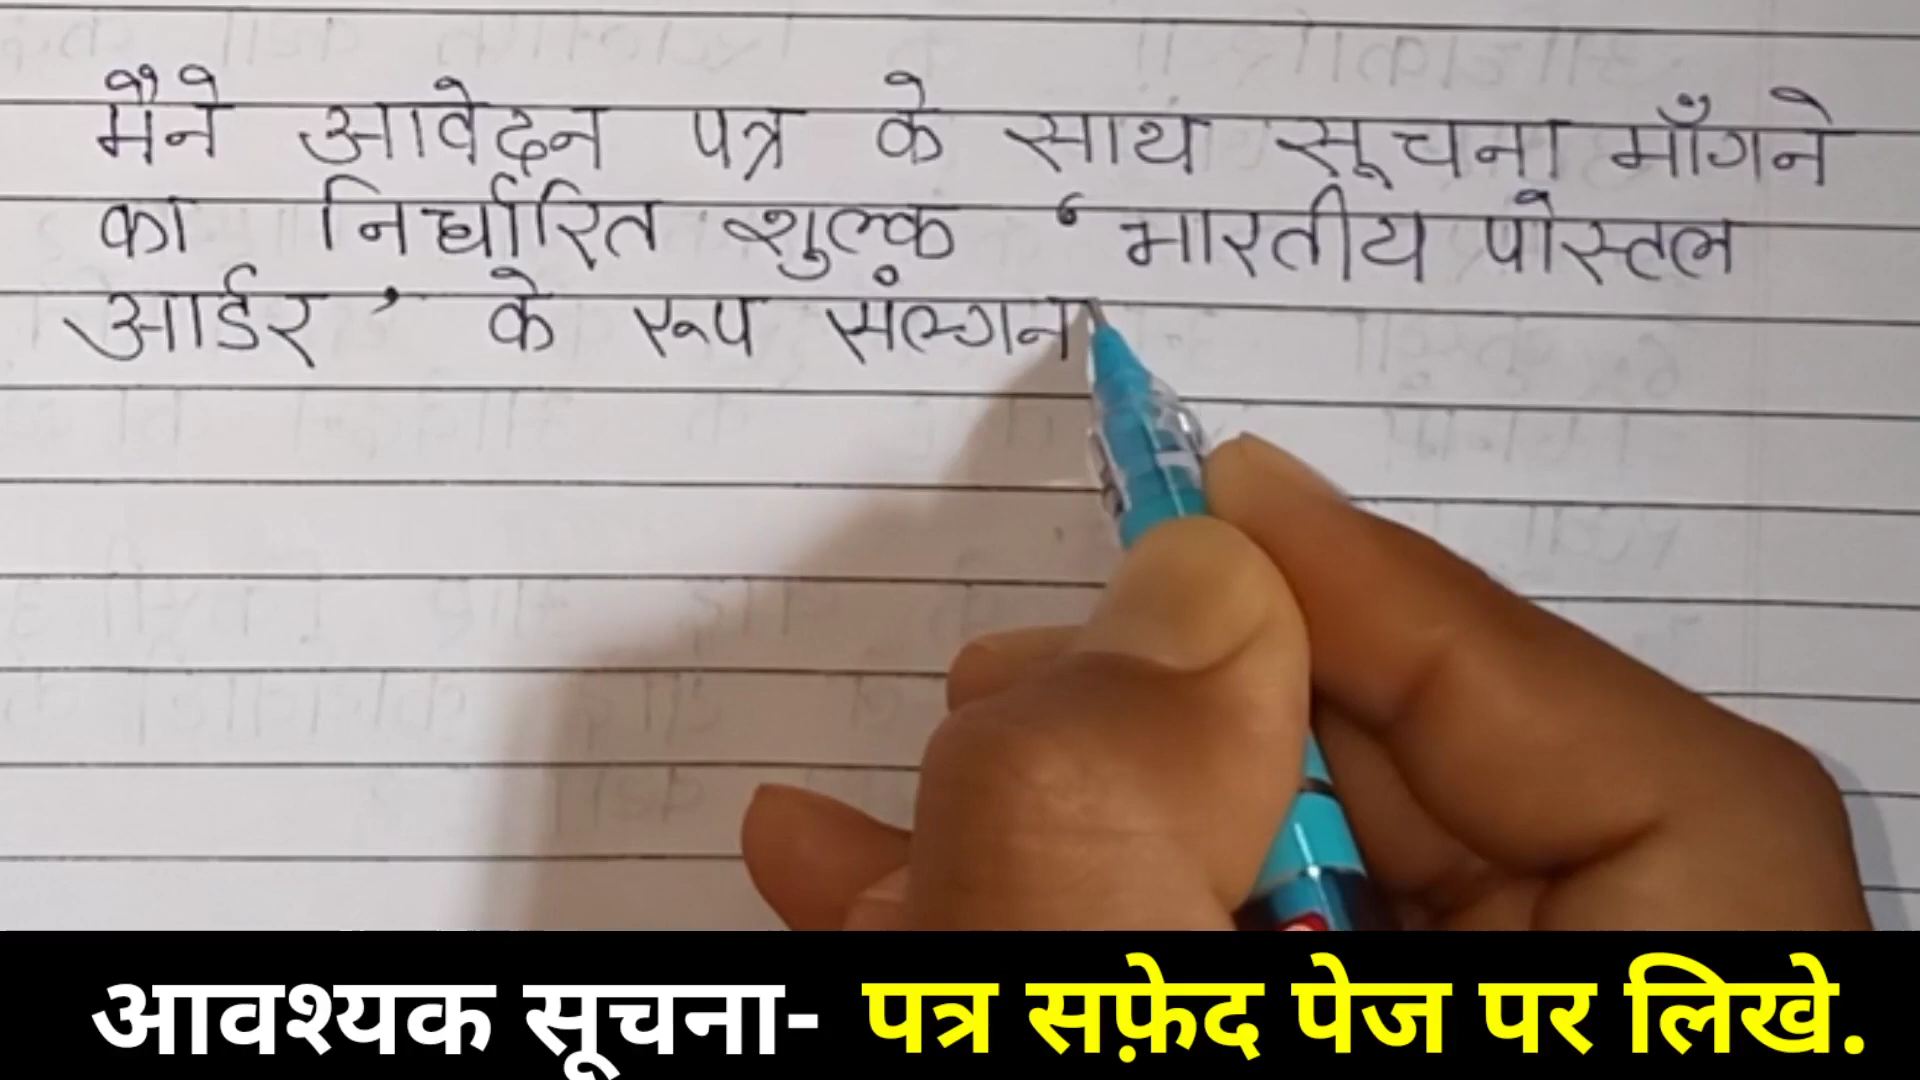 मैंने आवेदन पत्र के साथ सूचना माँगने
का निर्धारित शुल्क ‘भारतीय पोस्टल
आर्डर’ के रूप संलग्न
आवश्यक सूचना- पत्र सफ़ेद पेज पर लिखे.